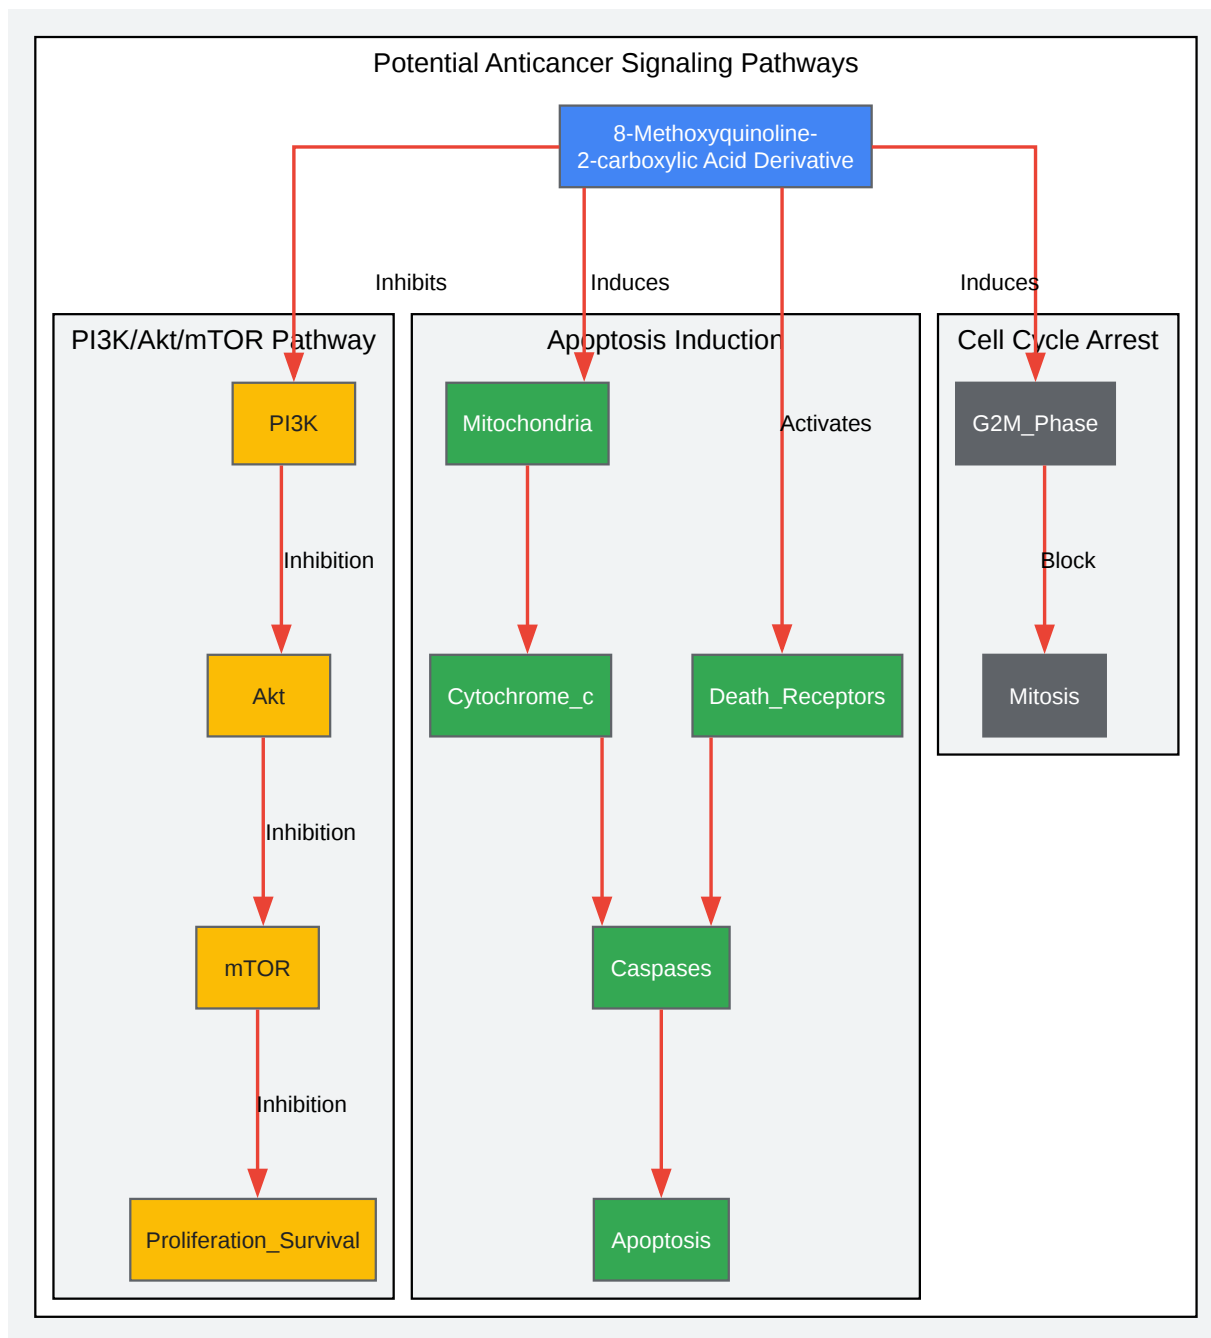 Potential Anticancer Signaling Pathways
8-Methoxyquinoline-
2-carboxylic Acid Derivative
Inhibits
Induces
Induces
PI3K/Akt/mTOR Pathway
Apoptosis Induction
Cell Cycle Arrest
PI3K
Mitochondria
Activates
G2M_Phase
Inhibition
Block
Akt
Cytochrome_c
Death_Receptors
Mitosis
Inhibition
mTOR
Caspases
Inhibition
Proliferation_Survival
Apoptosis